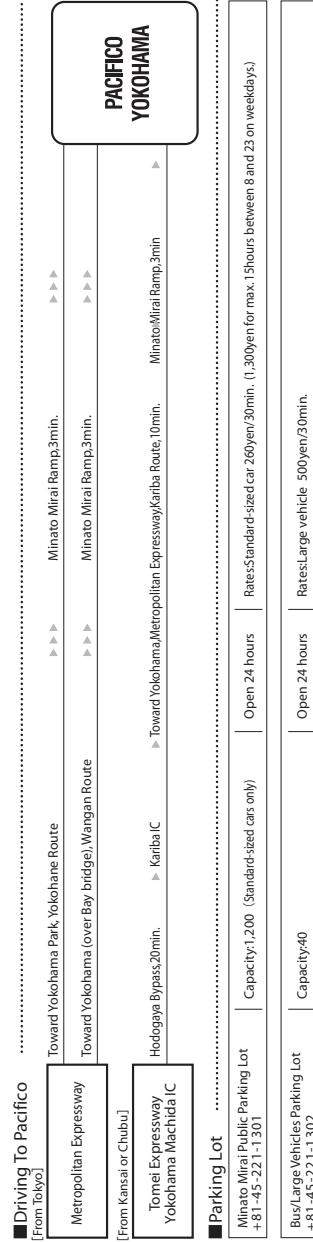 ■Driving To Pacifico
[From Tokyo]
Metropolitan Expressway
Toward Yokohama Park, Yokohane Route
Minato Mirai Ramp,3min.
Toward Yokohama (over Bay bridge),Wangan Route
Minato Mirai Ramp,3min.
[From Kansai or Chubu]
Tomei Expressway
Yokohama Machida IC
Hodogaya Bypass,20min.
Kariba IC
Toward Yokohama,Metropolitan Expressway,Kariba Route,10min.
MinatoMirai Ramp,3min
PACIFICO
YOKOHAMA
■Parking Lot
Minato Mirai Public Parking Lot
+81-45-221-1301
Capacity:1,200 (Standard-sized cars only)
Open 24 hours
Rates:Standard-sized car 260yen/30min. (1,300yen for max. 15hours between 8 and 23 on weekdays.)
Bus/Large Vehicles Parking Lot
+81-45-221-1302
Capacity:40
Open 24 hours
Rates:Large vehicle 500yen/30min.